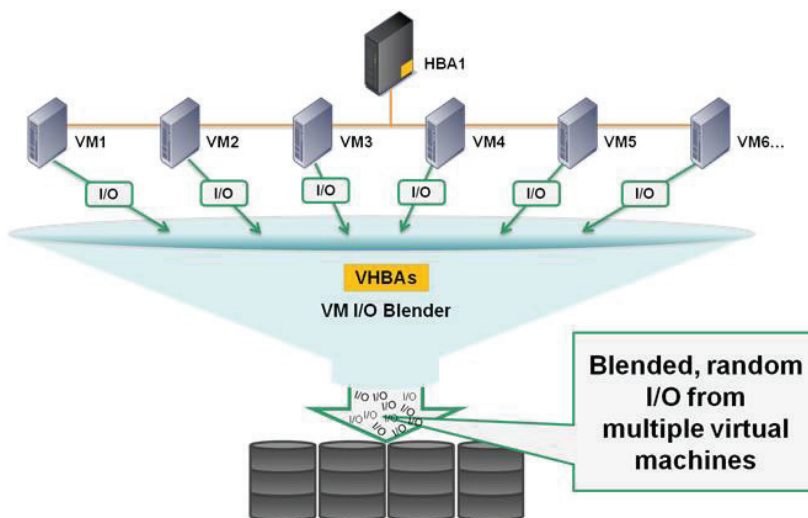 HBA1
VM1
VM2
VM3
VM4
VM5
VM6...
I/O
I/O
I/O
I/O
I/O
I/O
VHBAs
VM I/O Blender
I/O I/O I/O
I/O
I/O I/O
I/O I/O I/O
I/O I/O
Blended, random
I/O from
multiple virtual
machines